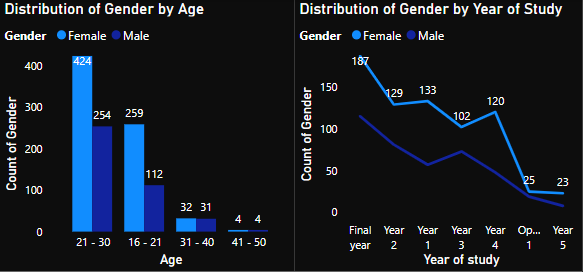 Distribution of Gender by Age
Gender Female Male
Count of Gender
400
300
200
100
0
424
254
259
112
32
31
4
4
21 - 30
16 - 21
31 - 40
41 - 50
Age
Distribution of Gender by Year of Study
Gender Female Male
Count of Gender
150
100
50
0
187
129
133
102
120
25
23
Final year
Year 2
Year 1
Year 3
Year 4
Op... 1
Year 5
Year of study